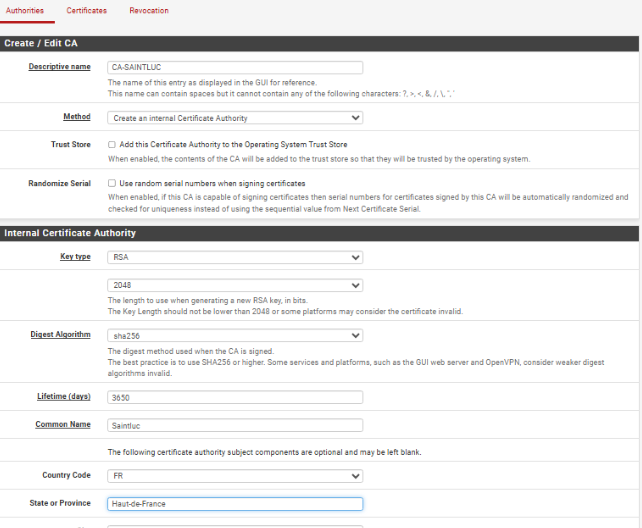 Authorities Certificates Revocation
Create / Edit CA
Descriptive name CA-SAINTLUC
The name of this entry as displayed in the GUI for reference.
This name can contain spaces but it cannot contain any of the following characters: ?, >, <, &, /, \, ", '
Method Create an internal Certificate Authority
Trust Store Add this Certificate Authority to the Operating System Trust Store
When enabled, the contents of the CA will be added to the trust store so that they will be trusted by the operating system.
Randomize Serial Use random serial numbers when signing certificates
When enabled, if this CA is capable of signing certificates then serial numbers for certificates signed by this CA will be automatically randomized and
checked for uniqueness instead of using the sequential value from Next Certificate Serial.
Internal Certificate Authority
Key type RSA
2048
The length to use when generating a new RSA key, in bits.
The Key Length should not be lower than 2048 or some platforms may consider the certificate invalid.
Digest Algorithm sha256
The digest method used when the CA is signed.
The best practice is to use SHA256 or higher. Some services and platforms, such as the GUI web server and OpenVPN, consider weaker digest
algorithms invalid.
Lifetime (days) 3650
Common Name Saintluc
The following certificate authority subject components are optional and may be left blank.
Country Code FR
State or Province Haut-de-France